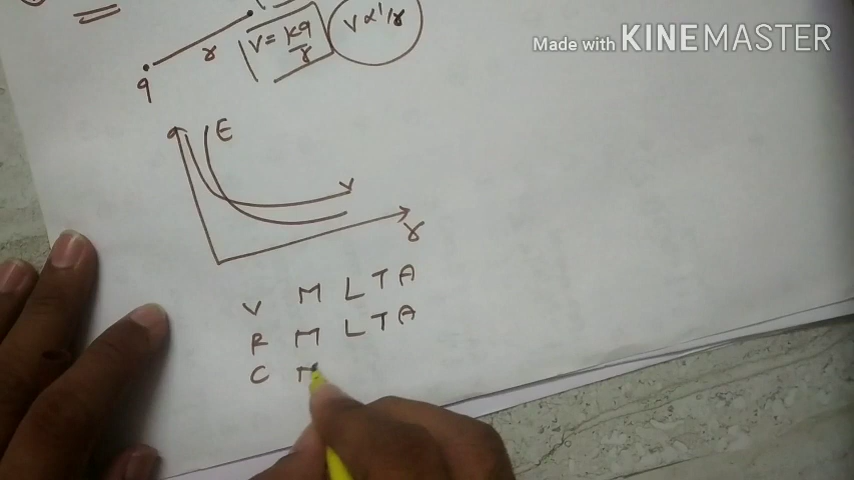 Made with KINEMASTER
V = Kq/r
V ∝ 1/r
r
q
E
V
r
V M L T A
R M L T A
C M